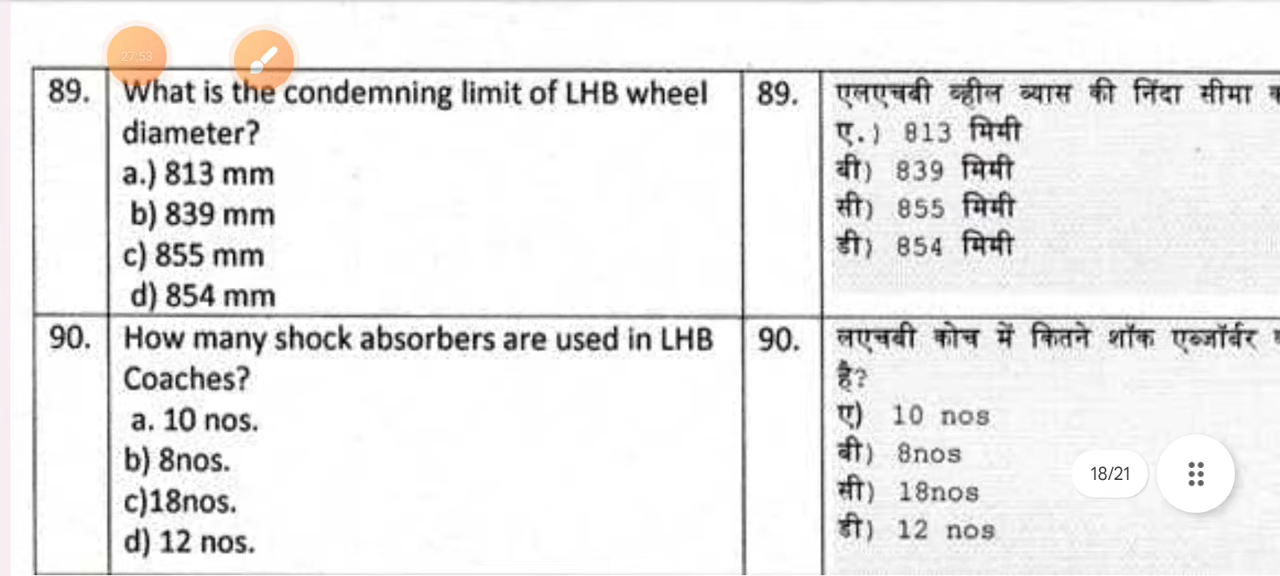 27:53
89. What is the condemning limit of LHB wheel
diameter?
a.) 813 mm
b) 839 mm
c) 855 mm
d) 854 mm
89. एलएचबी व्हील व्यास की निंदा सीमा
ए.) 813 मिमी
बी) 839 मिमी
सी) 855 मिमी
डी) 854 मिमी
90. How many shock absorbers are used in LHB
Coaches?
a. 10 nos.
b) 8nos.
c)18nos.
d) 12 nos.
90. लएचबी कोच में कितने शॉक एब्जॉर्बर
है?
ए) 10 nos
बी) 8nos
सी) 18nos
डी) 12 nos
18/21